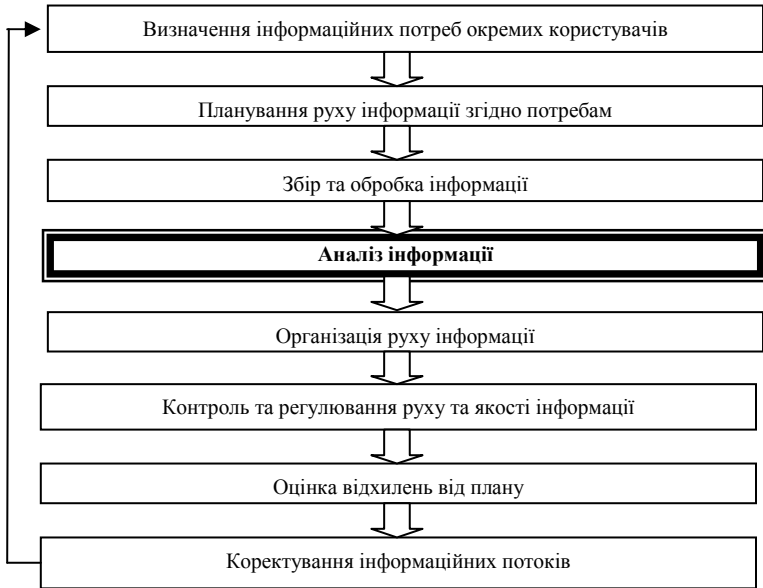 Визначення інформаційних потреб окремих користувачів
Планування руху інформації згідно потребам
Збір та обробка інформації
Аналіз інформації
Організація руху інформації
Контроль та регулювання руху та якості інформації
Оцінка відхилень від плану
Коректування інформаційних потоків